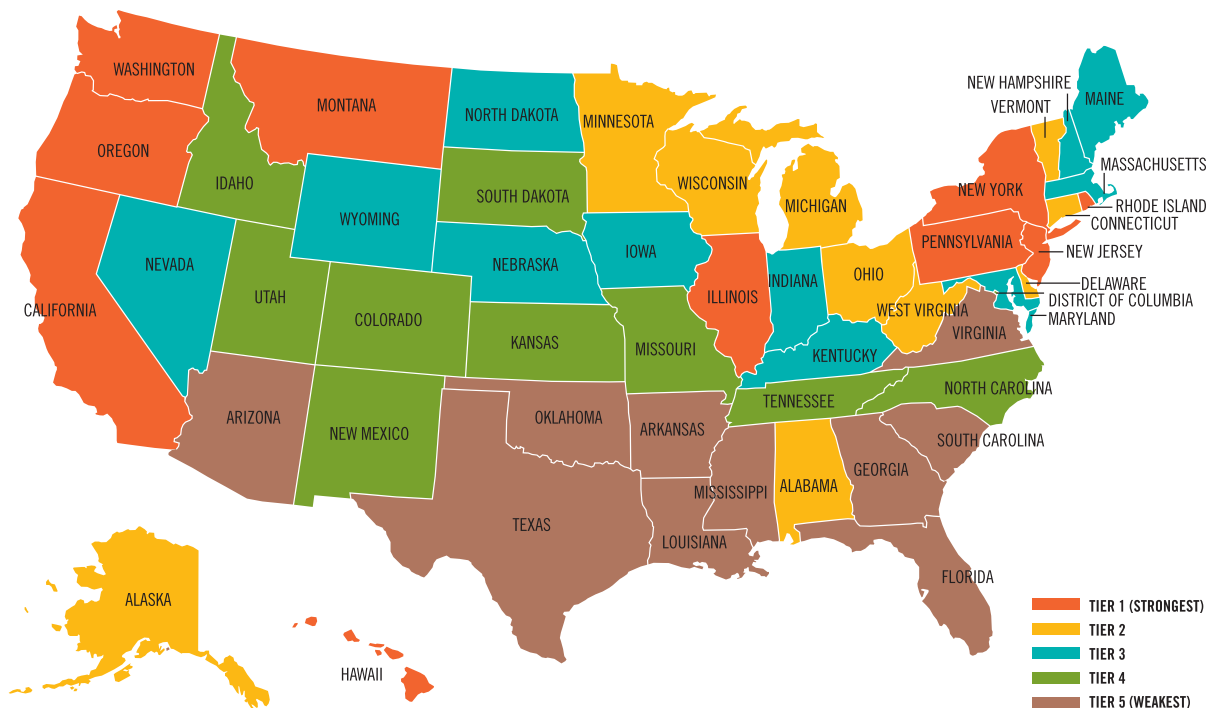 WASHINGTON
MONTANA
NORTH DAKOTA
MINNESOTA
NEW HAMPSHIRE
VERMONT
MAINE
OREGON
IDAHO
SOUTH DAKOTA
WISCONSIN
MICHIGAN
NEW YORK
MASSACHUSETTS
RHODE ISLAND
CONNECTICUT
WYOMING
PENNSYLVANIA
NEW JERSEY
NEVADA
NEBRASKA
IOWA
INDIANA
OHIO
DELAWARE
CALIFORNIA
UTAH
COLORADO
ILLINOIS
WEST VIRGINIA
DISTRICT OF COLUMBIA
MARYLAND
VIRGINIA
KANSAS
MISSOURI
KENTUCKY
ARIZONA
NEW MEXICO
OKLAHOMA
ARKANSAS
TENNESSEE
NORTH CAROLINA
SOUTH CAROLINA
TEXAS
LOUISIANA
MISSISSIPPI
ALABAMA
GEORGIA
FLORIDA
ALASKA
HAWAII
TIER 1 (STRONGEST)
TIER 2
TIER 3
TIER 4
TIER 5 (WEAKEST)